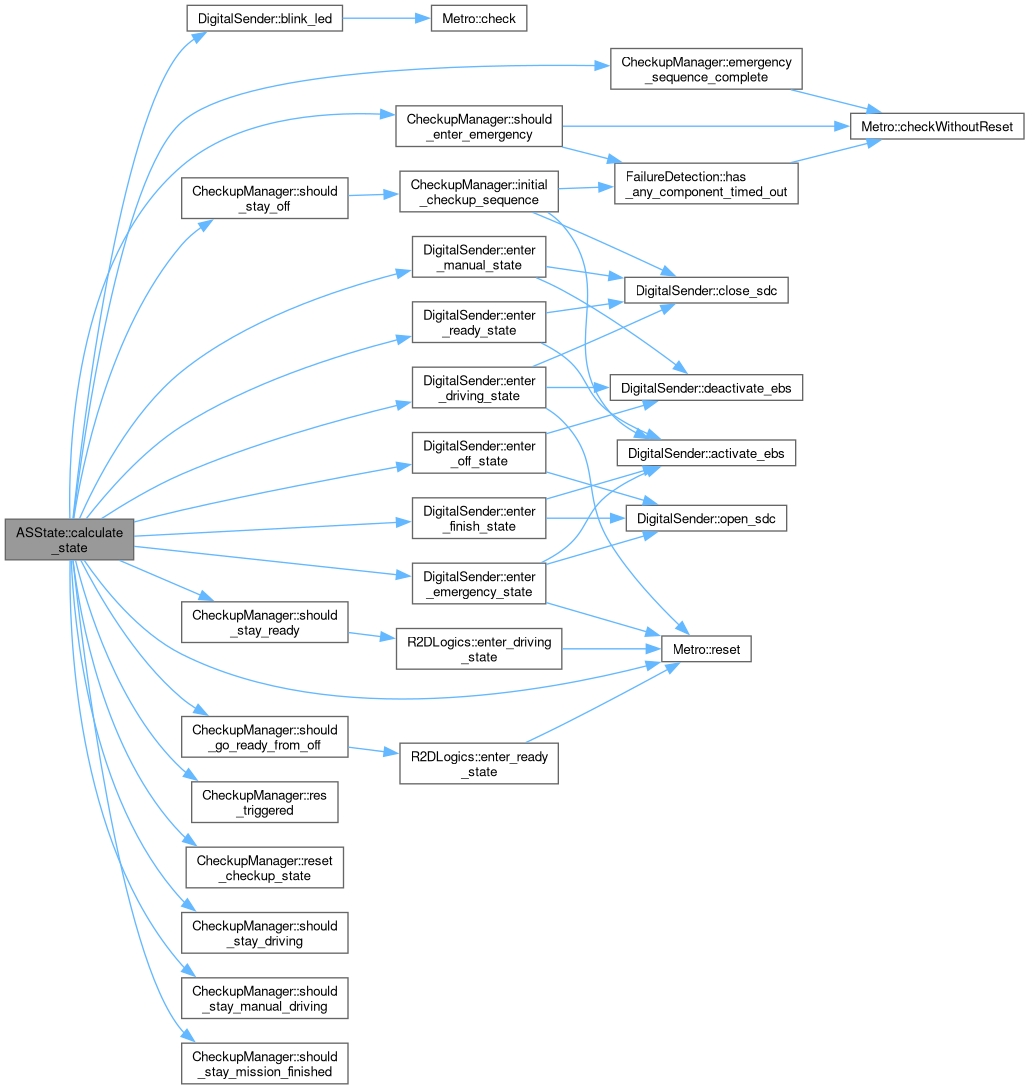 DigitalSender::blink_led
Metro::check
CheckupManager::emergency
_sequence_complete
CheckupManager::should
_enter_emergency
Metro::checkWithoutReset
FailureDetection::has
_any_component_timed_out
CheckupManager::should
_stay_off
CheckupManager::initial
_checkup_sequence
DigitalSender::enter
_manual_state
DigitalSender::close_sdc
DigitalSender::enter
_ready_state
DigitalSender::enter
_driving_state
DigitalSender::deactivate_ebs
DigitalSender::enter
_off_state
DigitalSender::activate_ebs
DigitalSender::enter
_finish_state
DigitalSender::open_sdc
ASState::calculate
_state
DigitalSender::enter
_emergency_state
CheckupManager::should
_stay_ready
R2DLogics::enter_driving
_state
Metro::reset
CheckupManager::should
_go_ready_from_off
R2DLogics::enter_ready
_state
CheckupManager::res
_triggered
CheckupManager::reset
_checkup_state
CheckupManager::should
_stay_driving
CheckupManager::should
_stay_manual_driving
CheckupManager::should
_stay_mission_finished